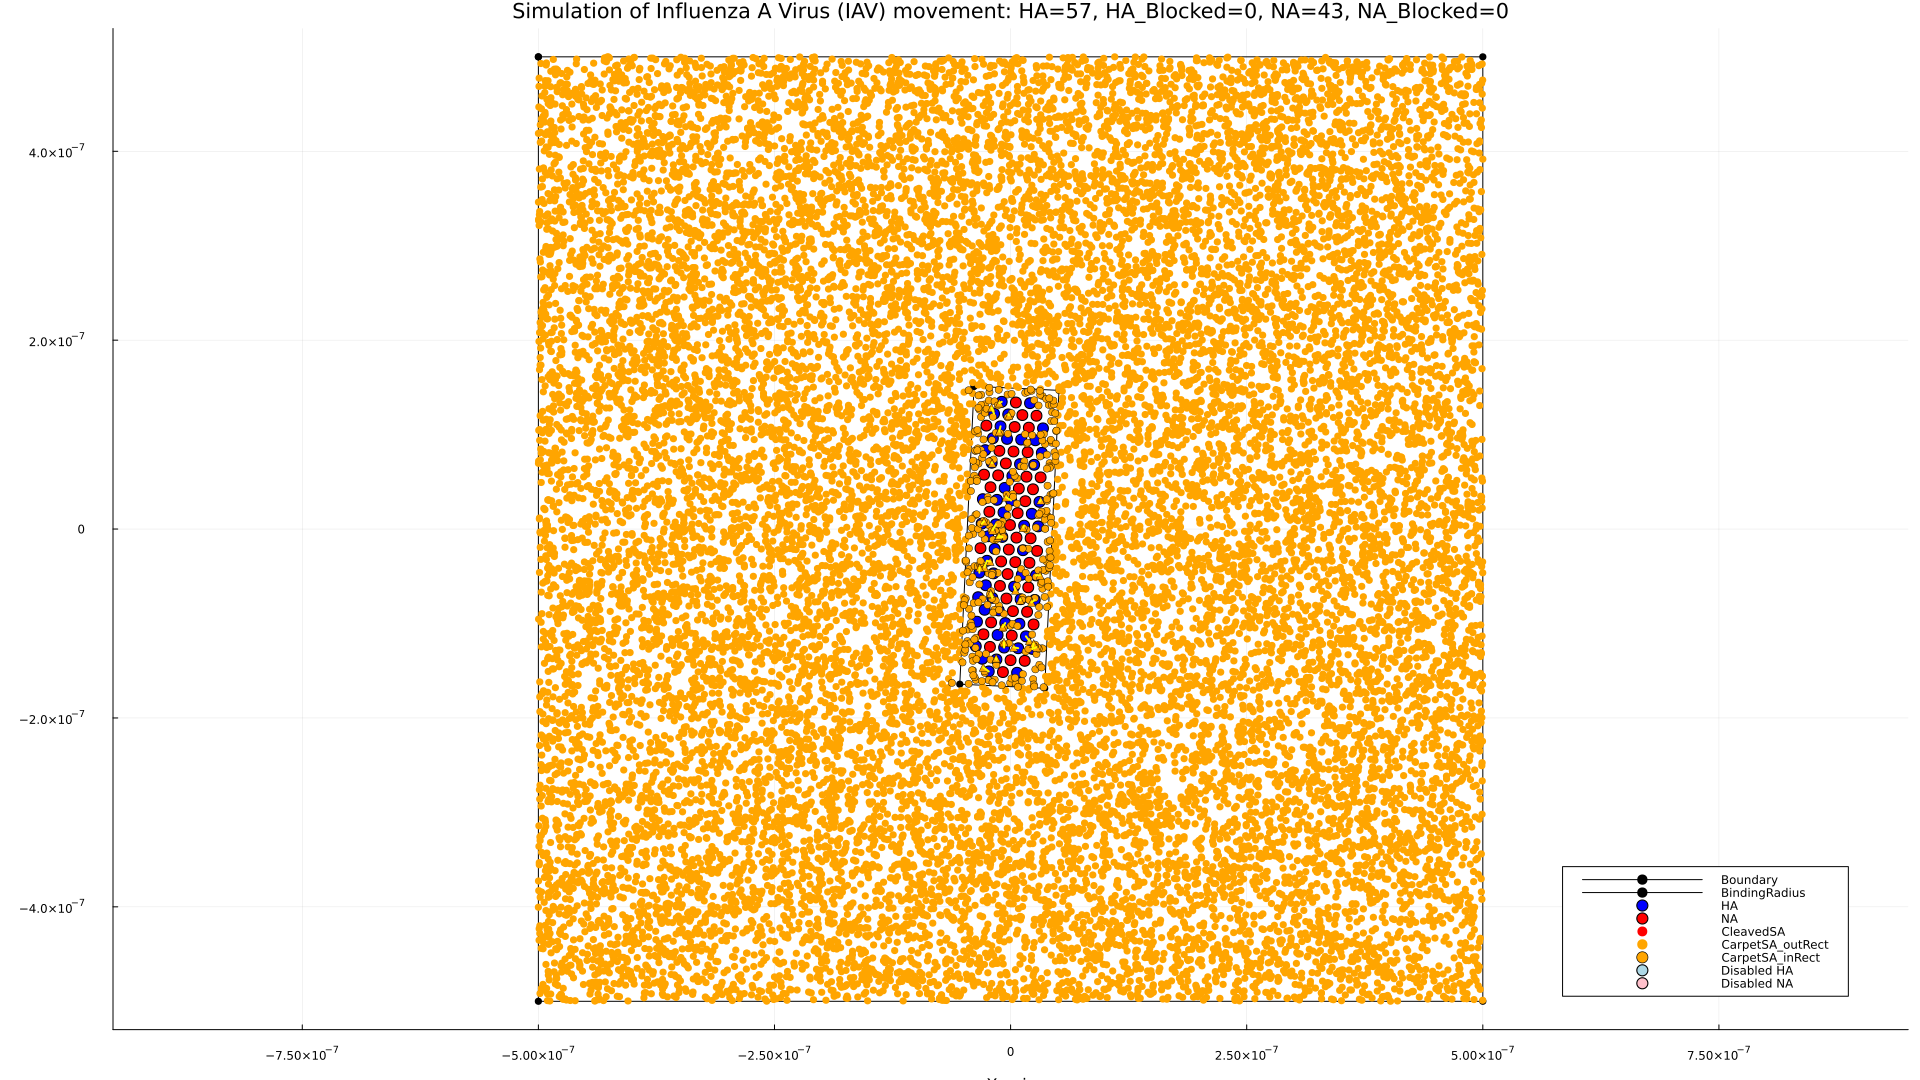 Simulation of Influenza A Virus (IAV) movement: HA=57, HA_Blocked=0, NA=43, NA_Blocked=0
4.0×10⁻⁷
2.0×10⁻⁷
0
−2.0×10⁻⁷
−4.0×10⁻⁷
−7.50×10⁻⁷
−5.00×10⁻⁷
−2.50×10⁻⁷
0
2.50×10⁻⁷
5.00×10⁻⁷
7.50×10⁻⁷
Boundary
BindingRadius
HA
NA
CleavedSA
CarpetSA_outRect
CarpetSA_inRect
Disabled HA
Disabled NA